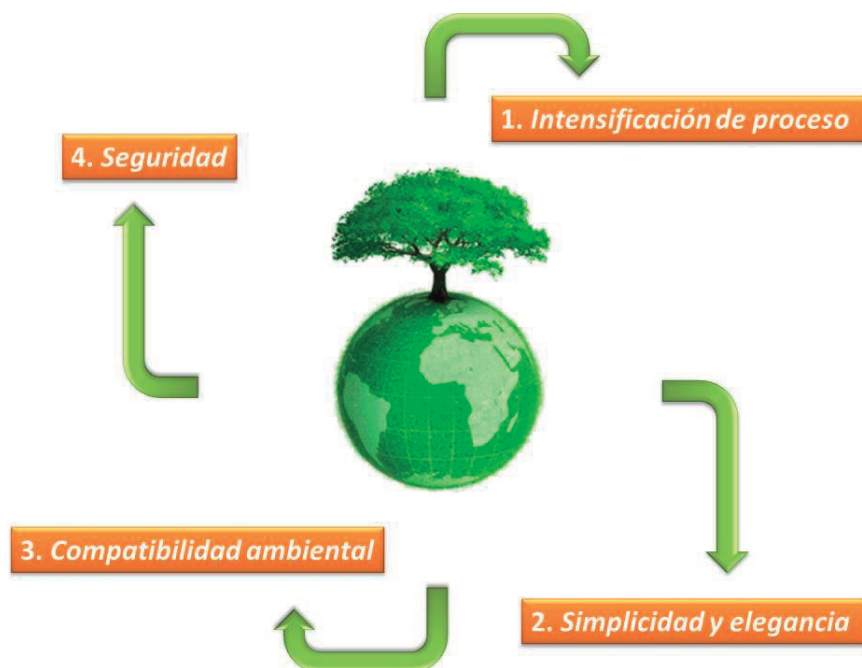 1. Intensificación de proceso
2. Simplicidad y elegancia
3. Compatibilidad ambiental
4. Seguridad